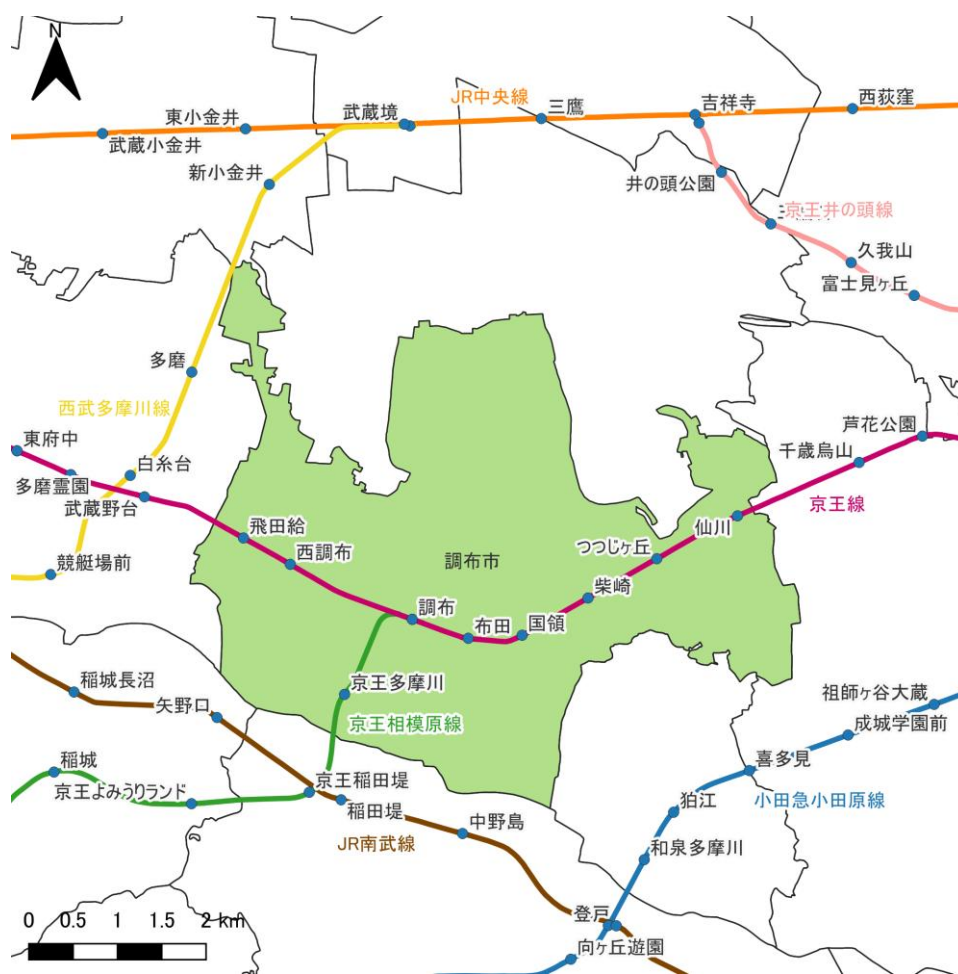 N
JR中央線
吉祥寺
西荻窪
武蔵境
三鷹
東小金井
武蔵小金井
新小金井
井の頭公園
京王井の頭線
久我山
富士見ヶ丘
多磨
西武多摩川線
芦花公園
東府中
千歳烏山
白糸台
多磨霊園
武蔵野台
京王線
飛田給
仙川
西調布
つつじヶ丘
調布市
競艇場前
柴崎
調布
布田
国領
稲城長沼
京王多摩川
祖師ヶ谷大蔵
矢野口
京王相模原線
成城学園前
稲城
喜多見
京王稲田堤
京王よみうりランド
小田急小田原線
稲田堤
狛江
中野島
JR南武線
和泉多摩川
0 0.5 1 2 km
登戸
向ヶ丘遊園